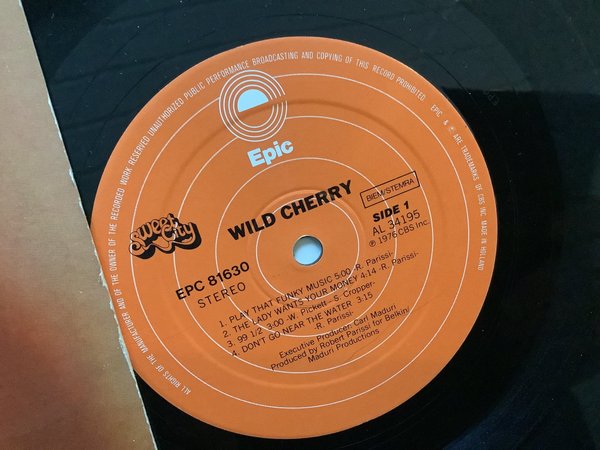 ALL RIGHTS OF THE MANUFACTURER AND OF THE OWNER OF THE RECORDED WORK RESERVED UNAUTHORIZED PUBLIC PERFORMANCE BROADCASTING AND COPYING OF THIS RECORD PROHIBITED
EPIC & ℗ ARE TRADEMARKS OF CBS INC. MADE IN HOLLAND
Epic
Sweet City
WILD CHERRY
BIEM/STEMRA
SIDE 1
AL 34195
℗ 1976 CBS Inc.
EPC 81630
STEREO
1. PLAY THAT FUNKY MUSIC 5:00 -R. Parissi-
2. THE LADY WANTS YOUR MONEY 4:14 -R. Parissi-
3. 99 1/2 3:00 -W. Pickett - S. Cropper-
4. DON'T GO NEAR THE WATER 3:15
-R. Parissi-
Executive Producer: Carl Maduri
Produced by Robert Parissi for Belkin/
Maduri Productions